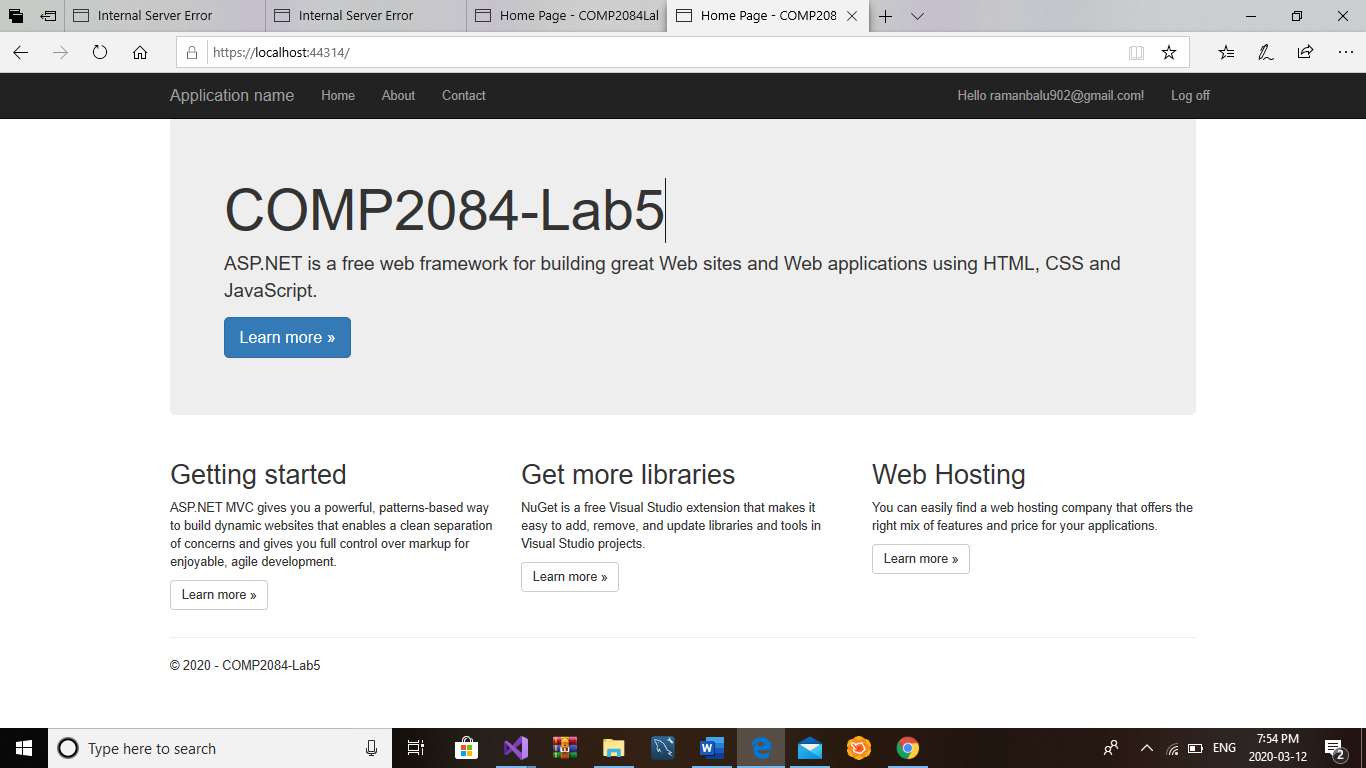 Internal Server Error
Internal Server Error
Home Page - COMP2084Lal
Home Page - COMP208
https://localhost:44314/
Application name
Home
About
Contact
Hello ramanbalu902@gmail.com!
Log off
COMP2084-Lab5
ASP.NET is a free web framework for building great Web sites and Web applications using HTML, CSS and
JavaScript.
Learn more »
Getting started
ASP.NET MVC gives you a powerful, patterns-based way
to build dynamic websites that enables a clean separation
of concerns and gives you full control over markup for
enjoyable, agile development.
Learn more »
Get more libraries
NuGet is a free Visual Studio extension that makes it
easy to add, remove, and update libraries and tools in
Visual Studio projects.
Learn more »
Web Hosting
You can easily find a web hosting company that offers the
right mix of features and price for your applications.
Learn more »
© 2020 - COMP2084-Lab5
Type here to search
ENG
7:54 PM
2020-03-12
2